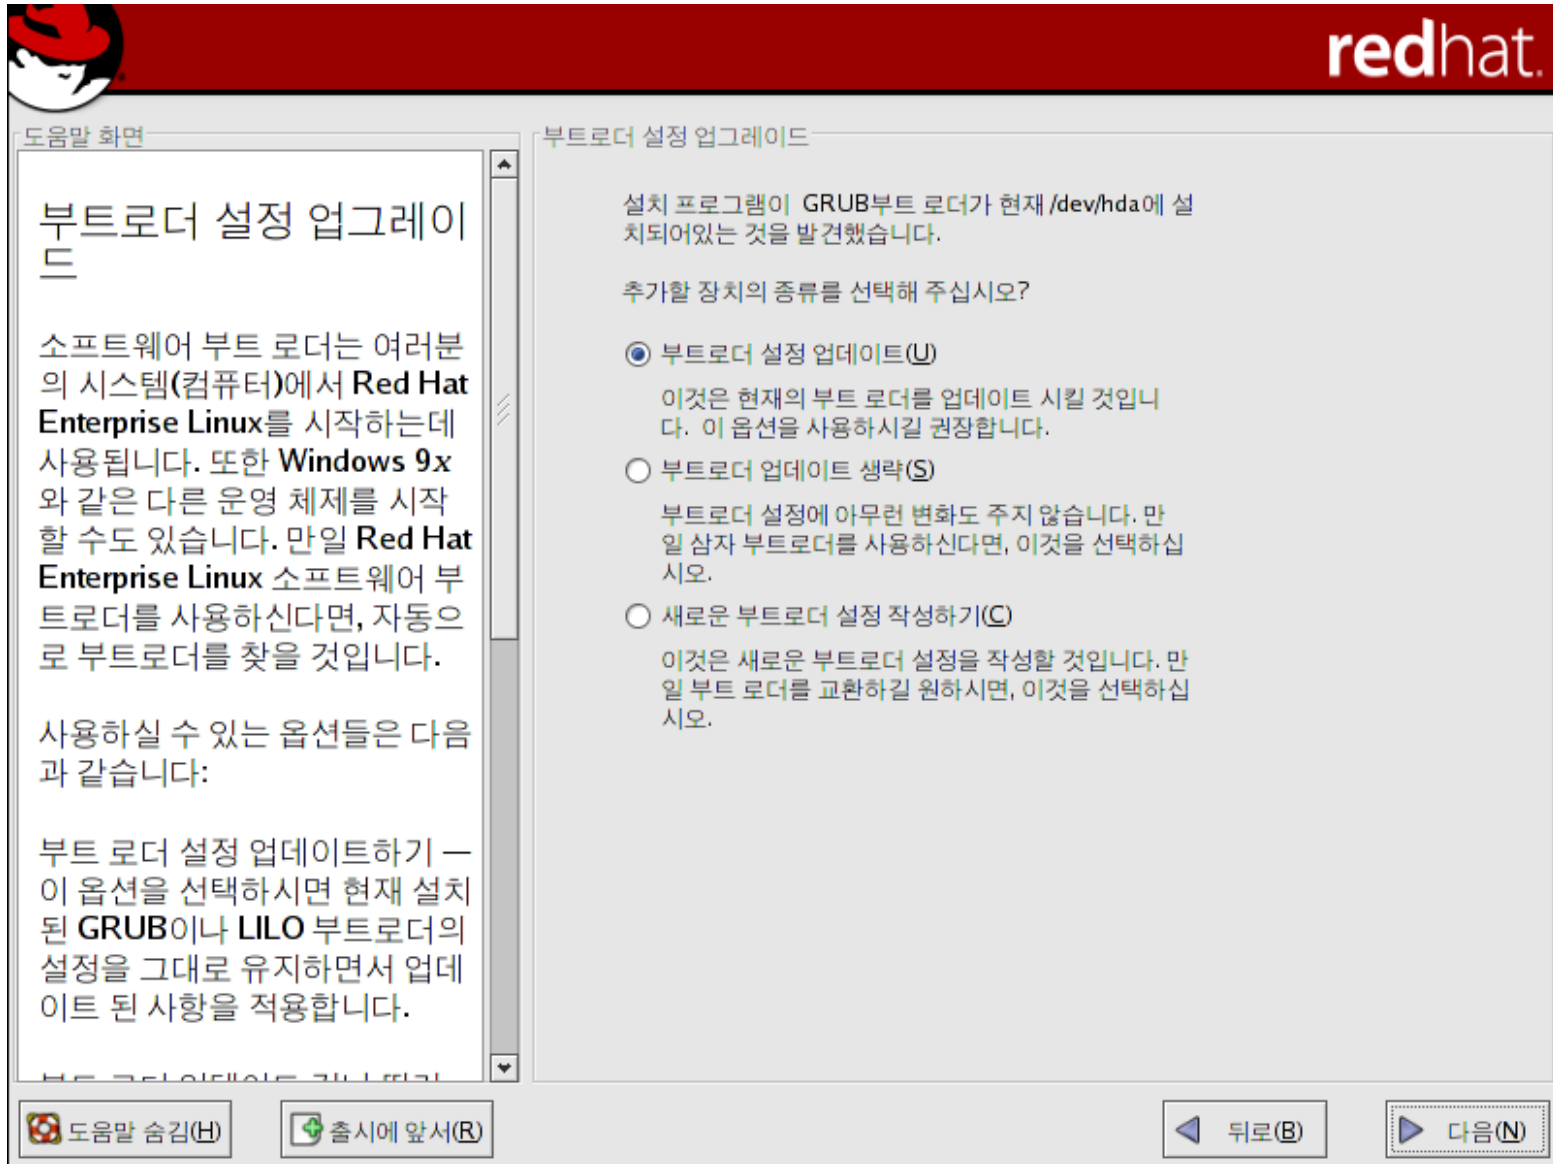 redhat.
도움말 화면
부트로더 설정 업그레이
드
소프트웨어 부트 로더는 여러분
의 시스템(컴퓨터)에서 Red Hat
Enterprise Linux를 시작하는데
사용됩니다. 또한 Windows 9x
와 같은 다른 운영 체제를 시작
할 수도 있습니다. 만일 Red Hat
Enterprise Linux 소프트웨어 부
트로더를 사용하신다면, 자동으
로 부트로더를 찾을 것입니다.
사용하실 수 있는 옵션들은 다음
과 같습니다:
부트 로더 설정 업데이트하기 —
이 옵션을 선택하시면 현재 설치
된 GRUB이나 LILO 부트로더의
설정을 그대로 유지하면서 업데
이트 된 사항을 적용합니다.
부트로더 설정 업그레이드
설치 프로그램이  GRUB부트 로더가 현재 /dev/hda에 설
치되어있는 것을 발견했습니다.
추가할 장치의 종류를 선택해 주십시오?
부트로더 설정 업데이트(U)
이것은 현재의 부트 로더를 업데이트 시킬 것입니
다.  이 옵션을 사용하시길 권장합니다.
부트로더 업데이트 생략(S)
부트로더 설정에 아무런 변화도 주지 않습니다. 만
일 삼자 부트로더를 사용하신다면, 이것을 선택하십
시오.
새로운 부트로더 설정 작성하기(C)
이것은 새로운 부트로더 설정을 작성할 것입니다. 만
일 부트 로더를 교환하길 원하시면, 이것을 선택하십
시오.
도움말 숨김(H)
출시에 앞서(R)
뒤로(B)
다음(N)